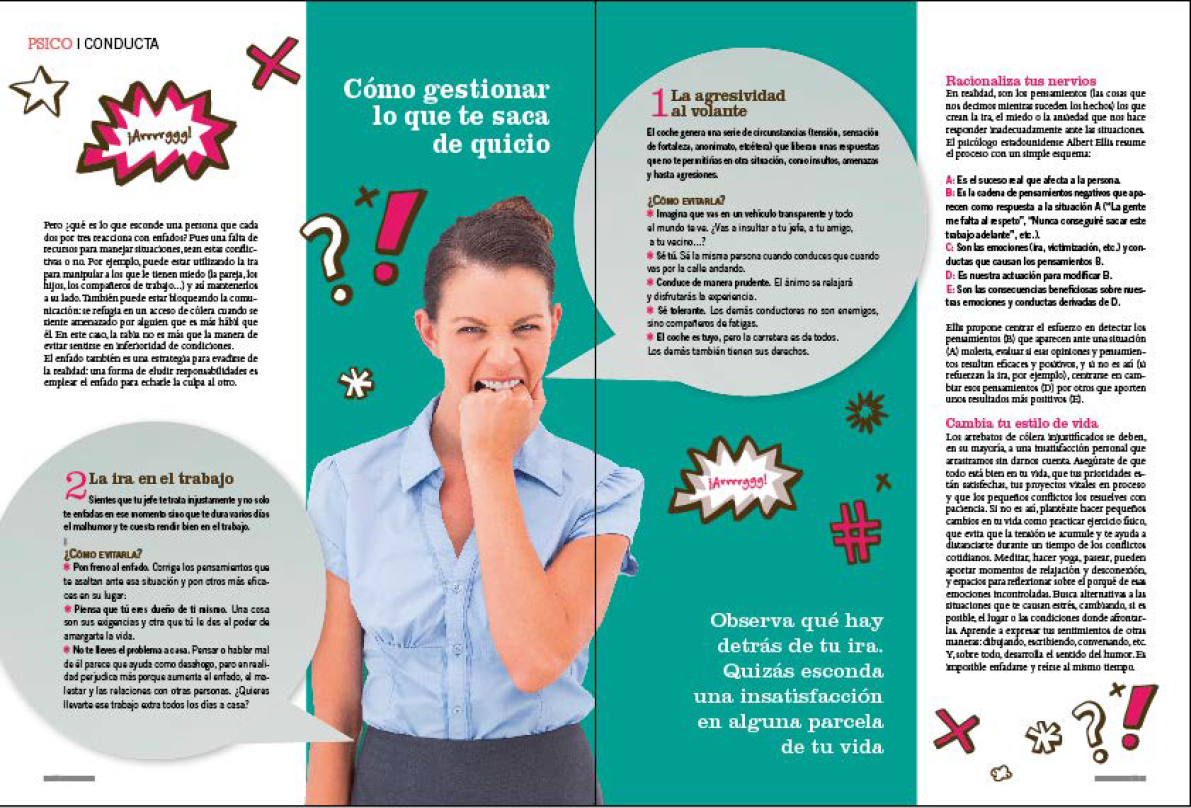 PSICO | CONDUCTA
¡Arrrrggg!
Pero ¿qué es lo que esconde una persona que cada
dos por tres reacciona con enfados? Pues una falta de
recursos para manejar situaciones, sean estas conflic-
tivas o no. Por ejemplo, puede estar utilizando la ira
para manipular a los que le tienen miedo (la pareja, los
hijos, los compañeros de trabajo...) y así mantenerlos
a su lado. También puede estar bloqueando la comu-
nicación: se refugia en un acceso de cólera cuando se
siente amenazado por alguien que es más hábil que
él. En este caso, la rabia no es más que la manera de
evitar sentirse en inferioridad de condiciones.
El enfado también es una estrategia para evadirse de
la realidad: una forma de eludir responsabilidades es
emplear el enfado para echarle la culpa al otro.
2 La ira en el trabajo
Sientes que tu jefe te trata injustamente y no solo
te enfadas en ese momento sino que te dura varios días
el malhumor y te cuesta rendir bien en el trabajo.
¿CÓMO EVITARLA?
* Pon freno al enfado. Corrige los pensamientos que
te asaltan ante esa situación y pon otros más efica-
ces en su lugar:
* Piensa que tú eres dueño de ti mismo. Una cosa
son sus exigencias y otra que tú le des el poder de
amargarte la vida.
* No te lleves el problema a casa. Pensar o hablar mal
de él parece que ayuda como desahogo, pero en reali-
dad perjudica más porque aumenta el enfado, el ma-
lestar y las relaciones con otras personas. ¿Quieres
llevarte ese trabajo extra todos los días a casa?
Cómo gestionar
lo que te saca
de quicio
?!
1 La agresividad
al volante
El coche genera una serie de circunstancias (tensión, sensación
de fortaleza, anonimato, etcétera) que liberan unas respuestas
que no te permitirías en otra situación, como insultos, amenazas
y hasta agresiones.
¿CÓMO EVITARLA?
* Imagina que vas en un vehículo transparente y todo
el mundo te ve. ¿Vas a insultar a tu jefe, a tu amigo,
a tu vecino...?
* Sé tú. Sé la misma persona cuando conduces que cuando
vas por la calle andando.
* Conduce de manera prudente. El ánimo se relajará
y disfrutarás la experiencia.
* Sé tolerante. Los demás conductores no son enemigos,
sino compañeros de fatigas.
* El coche es tuyo, pero la carretera es de todos.
Los demás también tienen sus derechos.
¡Arrrrggg!
#
Observa qué hay
detrás de tu ira.
Quizás esconda
una insatisfacción
en alguna parcela
de tu vida
Racionaliza tus nervios
En realidad, son los pensamientos (las cosas que
nos decimos mientras suceden los hechos) los que
crean la ira, el miedo o la ansiedad que nos hace
responder inadecuadamente ante las situaciones.
El psicólogo estadounidense Albert Ellis resume
el proceso con un simple esquema:
A: Es el suceso real que afecta a la persona.
B: Es la cadena de pensamientos negativos que apa-
recen como respuesta a la situación A ("La gente
me falta al respeto", "Nunca conseguiré sacar este
trabajo adelante", etc.).
C: Son las emociones (ira, victimización, etc.) y con-
ductas que causan los pensamientos B.
D: Es nuestra actuación para modificar B.
E: Son las consecuencias beneficiosas sobre nues-
tras emociones y conductas derivadas de D.
Ellis propone centrar el esfuerzo en detectar los
pensamientos (B) que aparecen ante una situación
(A) molesta, evaluar si esas opiniones y pensamien-
tos resultan eficaces y positivos, y si no es así (si
refuerzan la ira, por ejemplo), centrarse en cam-
biar esos pensamientos (D) por otros que aporten
unos resultados más positivos (E).
Cambia tu estilo de vida
Los arrebatos de cólera injustificados se deben,
en su mayoría, a una insatisfacción personal que
arrastramos sin darnos cuenta. Asegúrate de que
todo está bien en tu vida, que tus prioridades es-
tán satisfechas, tus proyectos vitales en proceso
y que los pequeños conflictos los resuelves con
paciencia. Si no es así, plantéate hacer pequeños
cambios en tu vida como practicar ejercicio físico,
que evita que la tensión se acumule y te ayuda a
distanciarte durante un tiempo de los conflictos
cotidianos. Meditar, hacer yoga, pasear, pueden
aportar momentos de relajación y desconexión,
y espacios para reflexionar sobre el porqué de esas
emociones incontroladas. Busca alternativas a las
situaciones que te causan estrés, cambiando, si es
posible, el lugar o las condiciones donde afrontar-
las. Aprende a expresar tus sentimientos de otras
maneras: dibujando, escribiendo, conversando, etc.
Y, sobre todo, desarrolla el sentido del humor. Es
imposible enfadarse y reírse al mismo tiempo.
?!